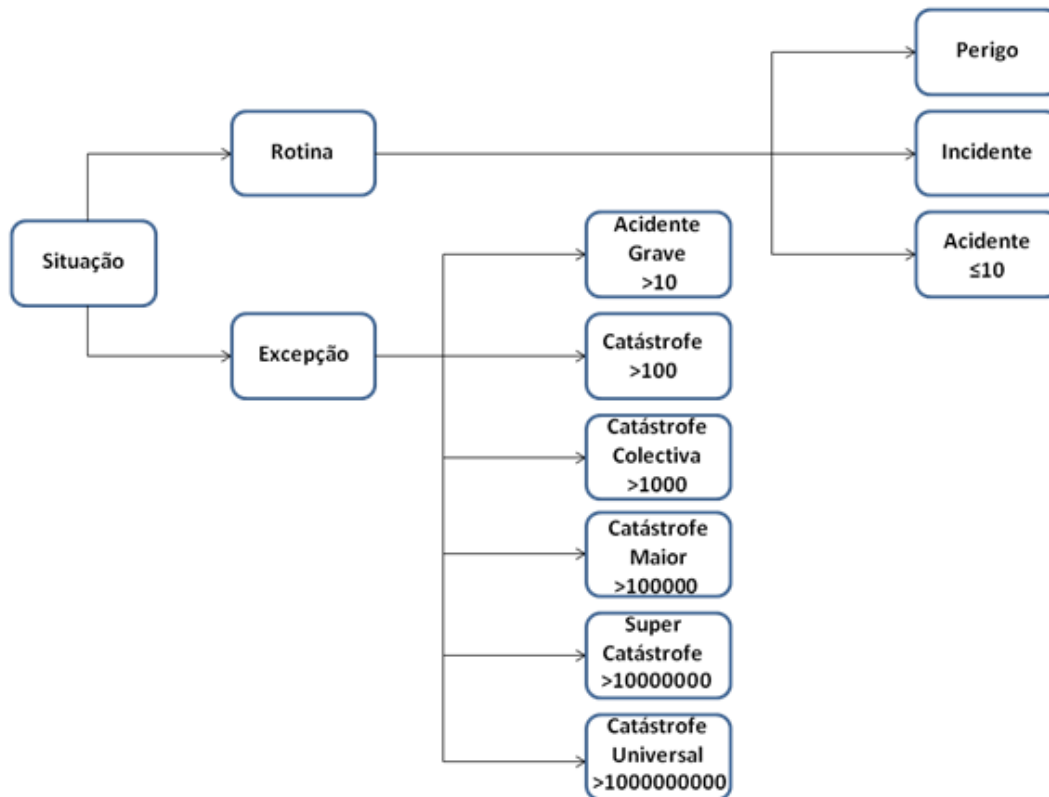 Perigo
Rotina
Incidente
Situação
Acidente
≤10
Acidente
Grave
>10
Excepção
Catástrofe
>100
Catástrofe
Colectiva
>1000
Catástrofe
Maior
>100000
Super
Catástrofe
>10000000
Catástrofe
Universal
>1000000000